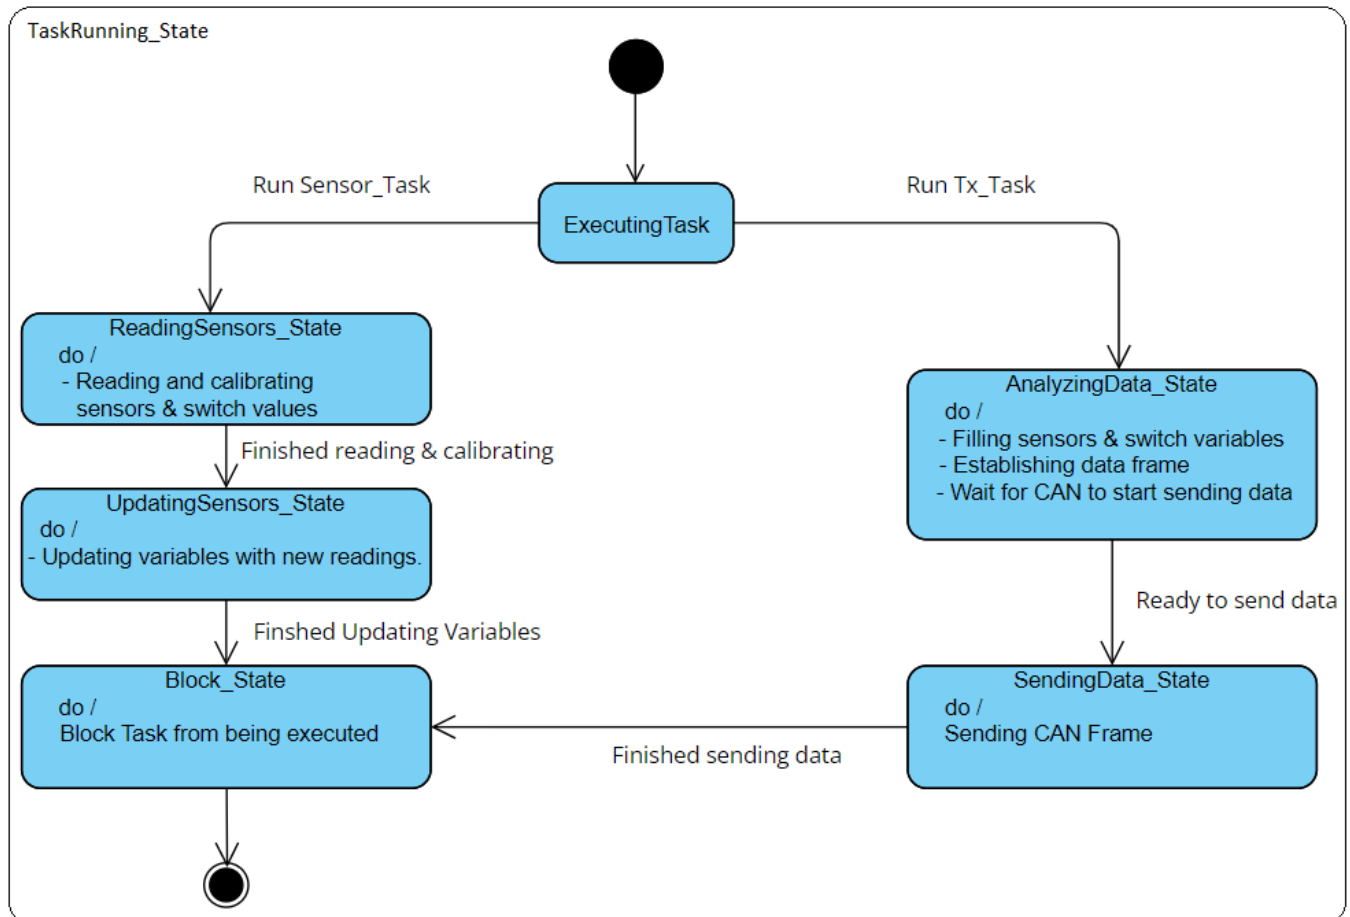 TaskRunning_State
Run Sensor_Task
Run Tx_Task
ExecutingTask
ReadingSensors_State
do /
- Reading and calibrating
sensors & switch values
Finished reading & calibrating
UpdatingSensors_State
do /
- Updating variables with new readings.
Finshed Updating Variables
Block_State
do /
Block Task from being executed
AnalyzingData_State
do /
- Filling sensors & switch variables
- Establishing data frame
- Wait for CAN to start sending data
Ready to send data
SendingData_State
do /
Sending CAN Frame
Finished sending data